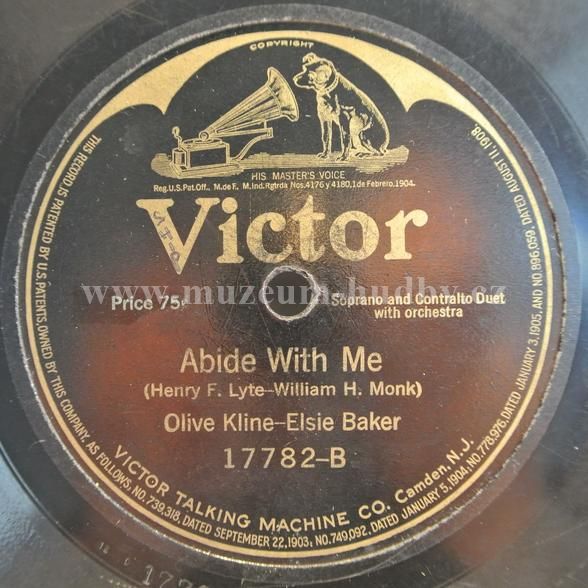 COPYRIGHT
HIS MASTER'S VOICE
Reg.U.S.Pat.Off., M.de F., M.Ind.Rgtrda Nos.4176 y 4180,1 de Febrero,1904.
Victor
www.muzeum-hudby.cz
Price 75¢
Soprano and Contralto Duet
with orchestra
Abide With Me
(Henry F. Lyte-William H. Monk)
Olive Kline-Elsie Baker
17782-B
VICTOR TALKING MACHINE CO. Camden, N.J.
THIS RECORD IS PATENTED BY U.S. PATENTS, OWNED BY THIS COMPANY, AS FOLLOWS; NO. 739,318, DATED SEPTEMBER 22, 1903; NO. 749,092, DATED JANUARY 5, 1904, NO. 778,976, DATED JANUARY 3, 1905, AND NO. 896,059, DATED AUGUST 11, 1908